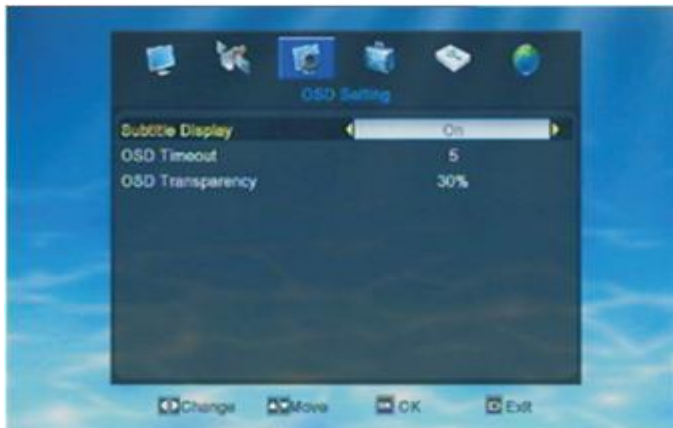 OSD Setting
Subtitle Display On
OSD Timeout 5
OSD Transparency 30%
Change Move OK Exit